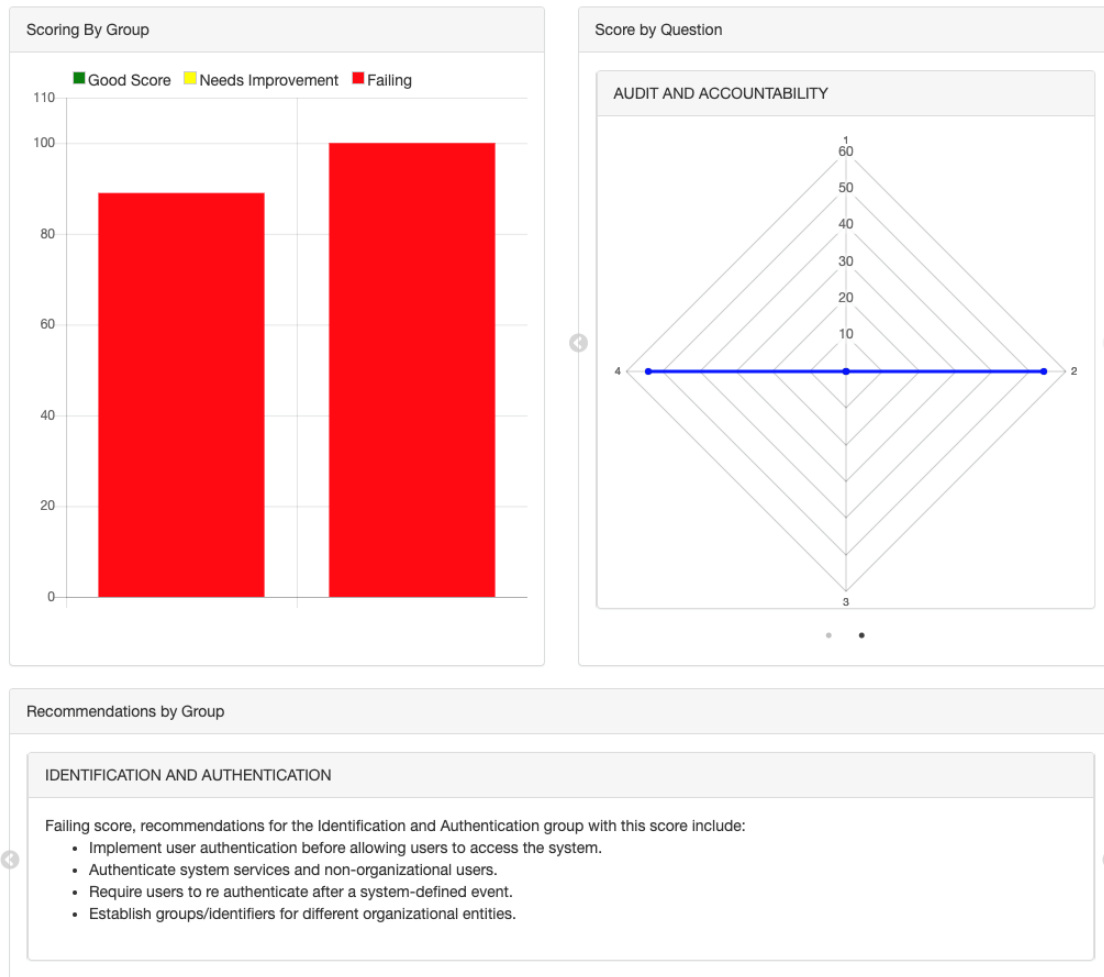 Scoring By Group
Good Score Needs Improvement Failing
110
100
80
60
40
20
0
Score by Question
AUDIT AND ACCOUNTABILITY
1
60
50
40
30
20
10
4
2
3
Recommendations by Group
IDENTIFICATION AND AUTHENTICATION
Failing score, recommendations for the Identification and Authentication group with this score include:
• Implement user authentication before allowing users to access the system.
• Authenticate system services and non-organizational users.
• Require users to re authenticate after a system-defined event.
• Establish groups/identifiers for different organizational entities.